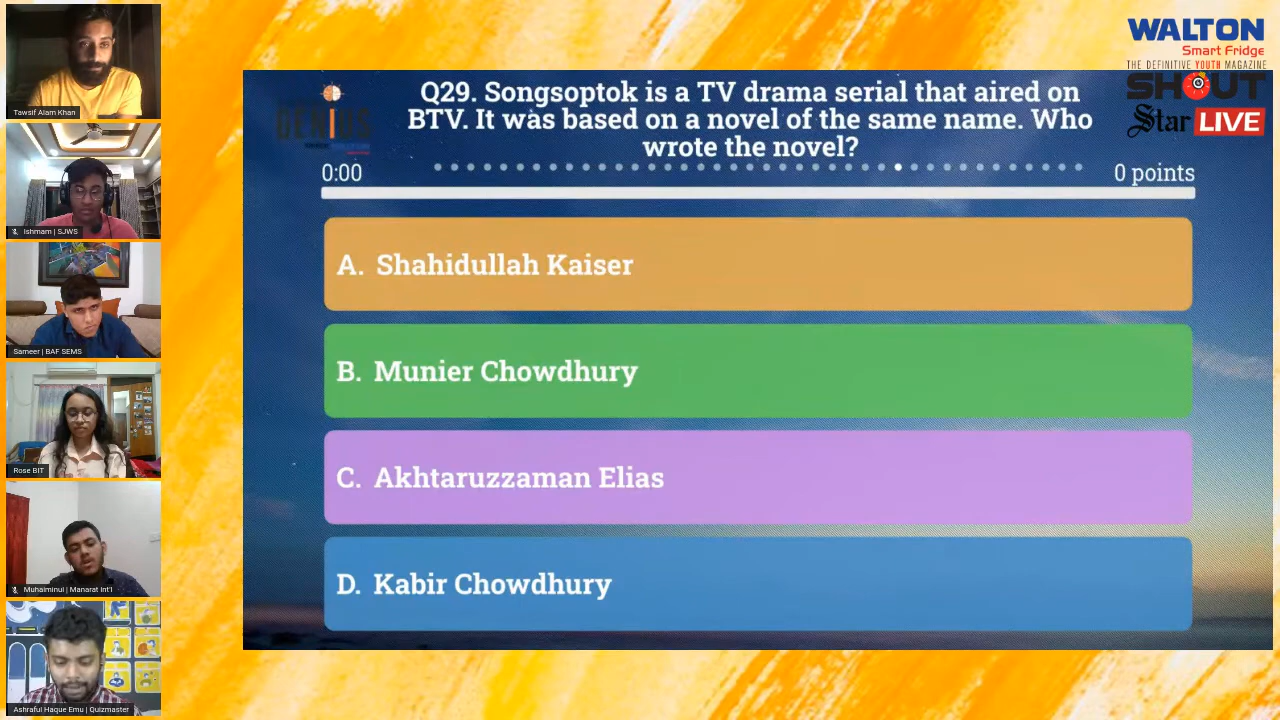 Tawsif Alam Khan
Ishmam | SJWS
Sameer | BAF SEMS
Rose BIT
Muhaiminul | Manarat Int'l
Ashraful Haque Emu | Quizmaster
WALTON
Smart Fridge
THE DEFINITIVE YOUTH MAGAZINE
SHOUT
Star LIVE
GENIUS
Q29. Songsoptok is a TV drama serial that aired on
BTV. It was based on a novel of the same name. Who
wrote the novel?
0:00
0 points
A. Shahidullah Kaiser
B. Munier Chowdhury
C. Akhtaruzzaman Elias
D. Kabir Chowdhury